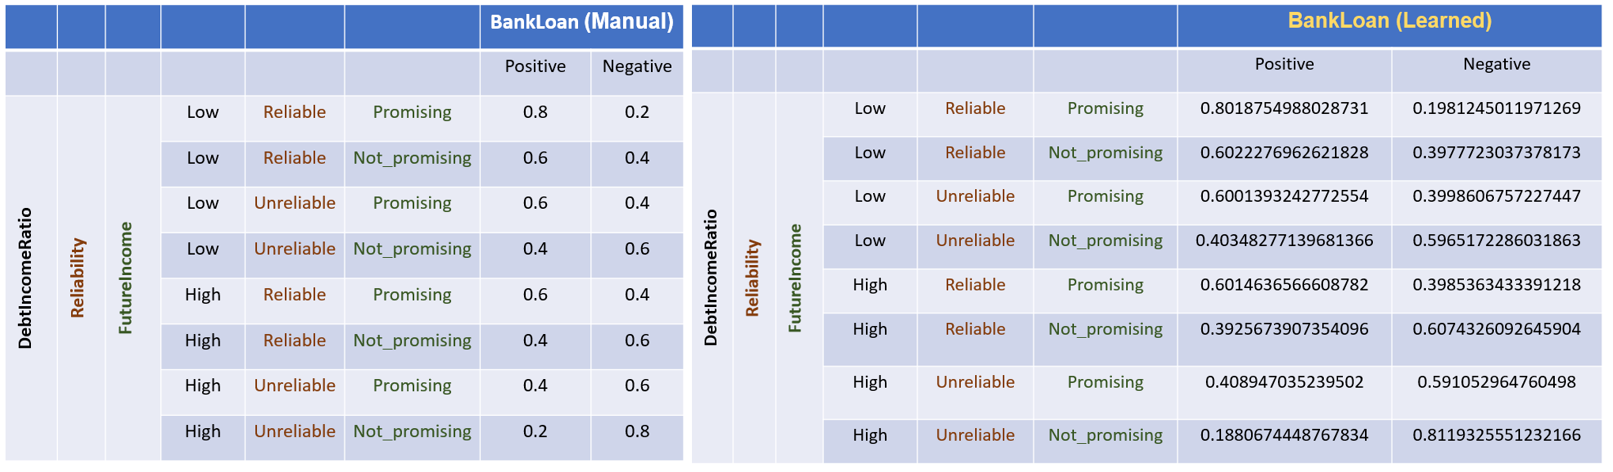 BankLoan (Manual)
Positive Negative
DebtIncomeRatio
Reliability
FutureIncome
Low Reliable Promising 0.8 0.2
Low Reliable Not_promising 0.6 0.4
Low Unreliable Promising 0.6 0.4
Low Unreliable Not_promising 0.4 0.6
High Reliable Promising 0.6 0.4
High Reliable Not_promising 0.4 0.6
High Unreliable Promising 0.4 0.6
High Unreliable Not_promising 0.2 0.8
BankLoan (Learned)
Positive Negative
DebtIncomeRatio
Reliability
FutureIncome
Low Reliable Promising 0.8018754988028731 0.1981245011971269
Low Reliable Not_promising 0.6022276962621828 0.3977723037378173
Low Unreliable Promising 0.6001393242772554 0.3998606757227447
Low Unreliable Not_promising 0.40348277139681366 0.5965172286031863
High Reliable Promising 0.6014636566608782 0.3985363433391218
High Reliable Not_promising 0.3925673907354096 0.6074326092645904
High Unreliable Promising 0.408947035239502 0.591052964760498
High Unreliable Not_promising 0.1880674448767834 0.8119325551232166